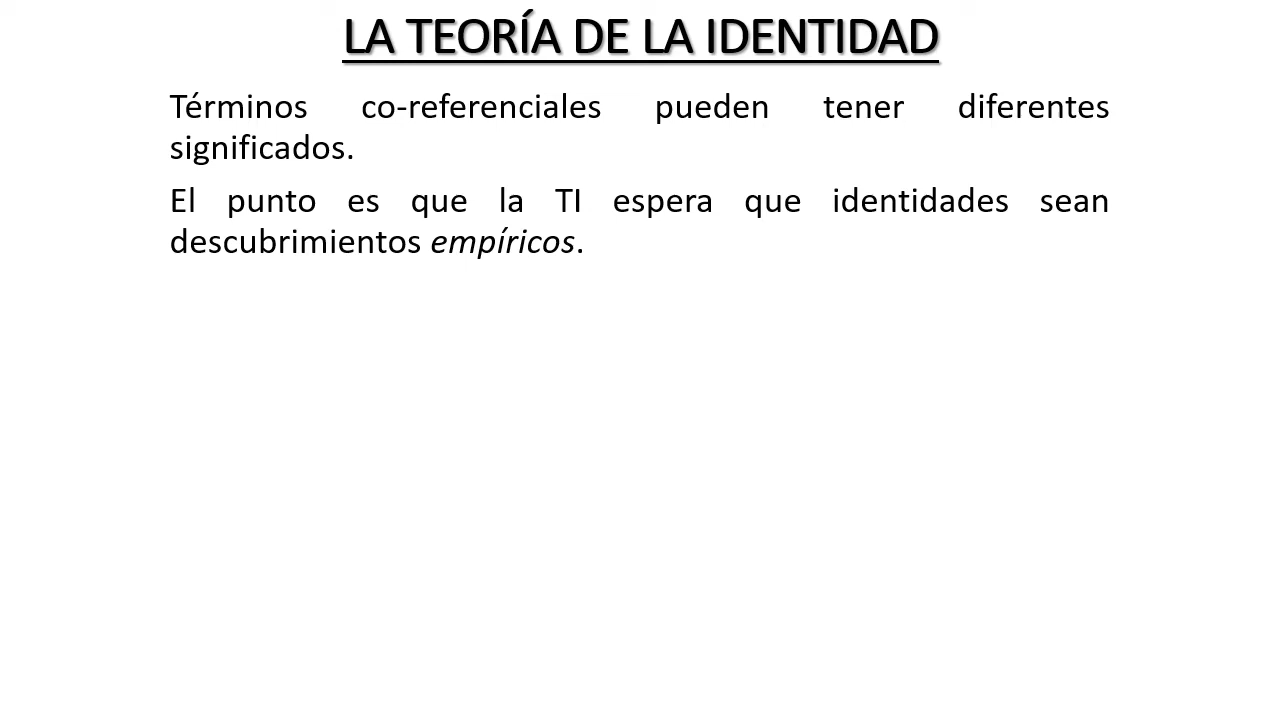 LA TEORÍA DE LA IDENTIDAD
Términos co-referenciales pueden tener diferentes
significados.
El punto es que la TI espera que identidades sean
descubrimientos empíricos.